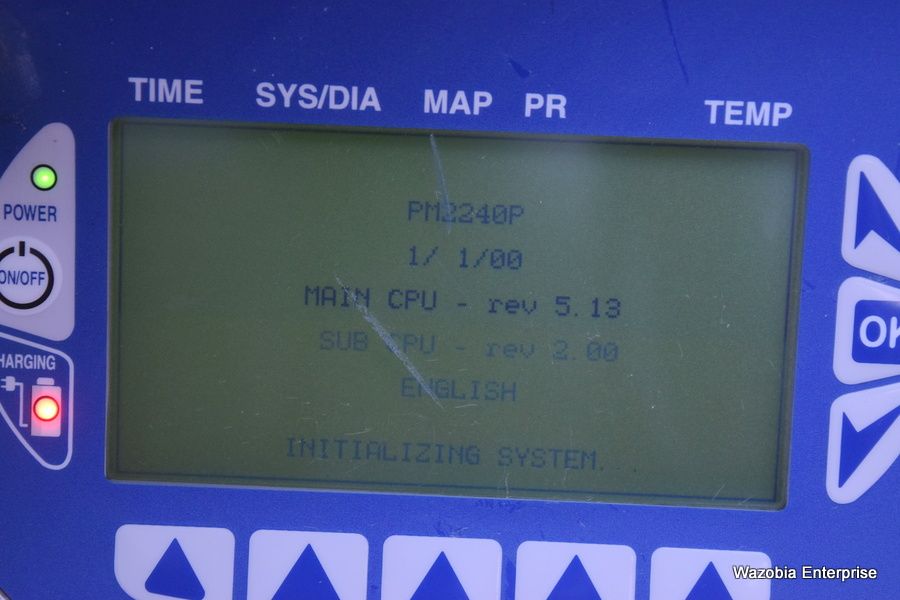 TIME SYS/DIA MAP PR TEMP
POWER
ON/OFF
HARGING
PM2240P
1/ 1/00
MAIN CPU - rev 5.13
SUB CPU - rev 2.00
ENGLISH
INITIALIZING SYSTEM.
OK
Wazobia Enterprise